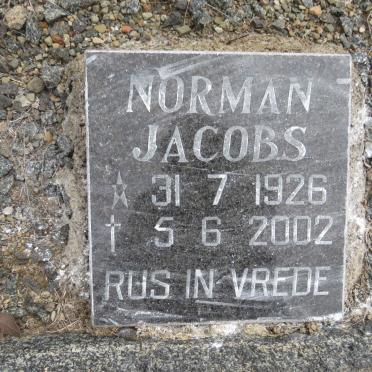 NORMAN
JACOBS
☆ 31 7 1926
† 5 6 2002
RUS IN VREDE